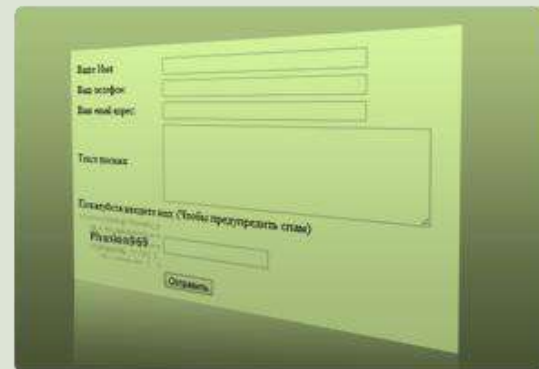 Ваше Имя
Ваш телефон
Ваш email адрес
Текст письма
Пожалуйста введите код: (Чтобы предупредить спам)
Отправить